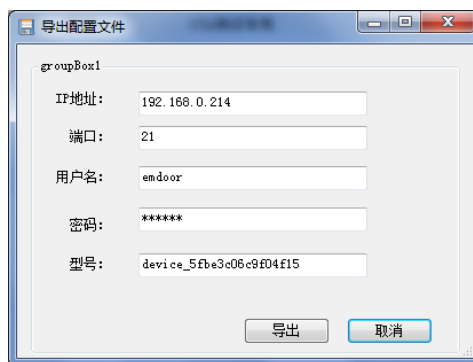 导出配置文件
groupBox1
IP地址: 192.168.0.214
端口: 21
用户名: emdoor
密码: ******
型号: device_5fbe3c06c9f04f15
导出 取消